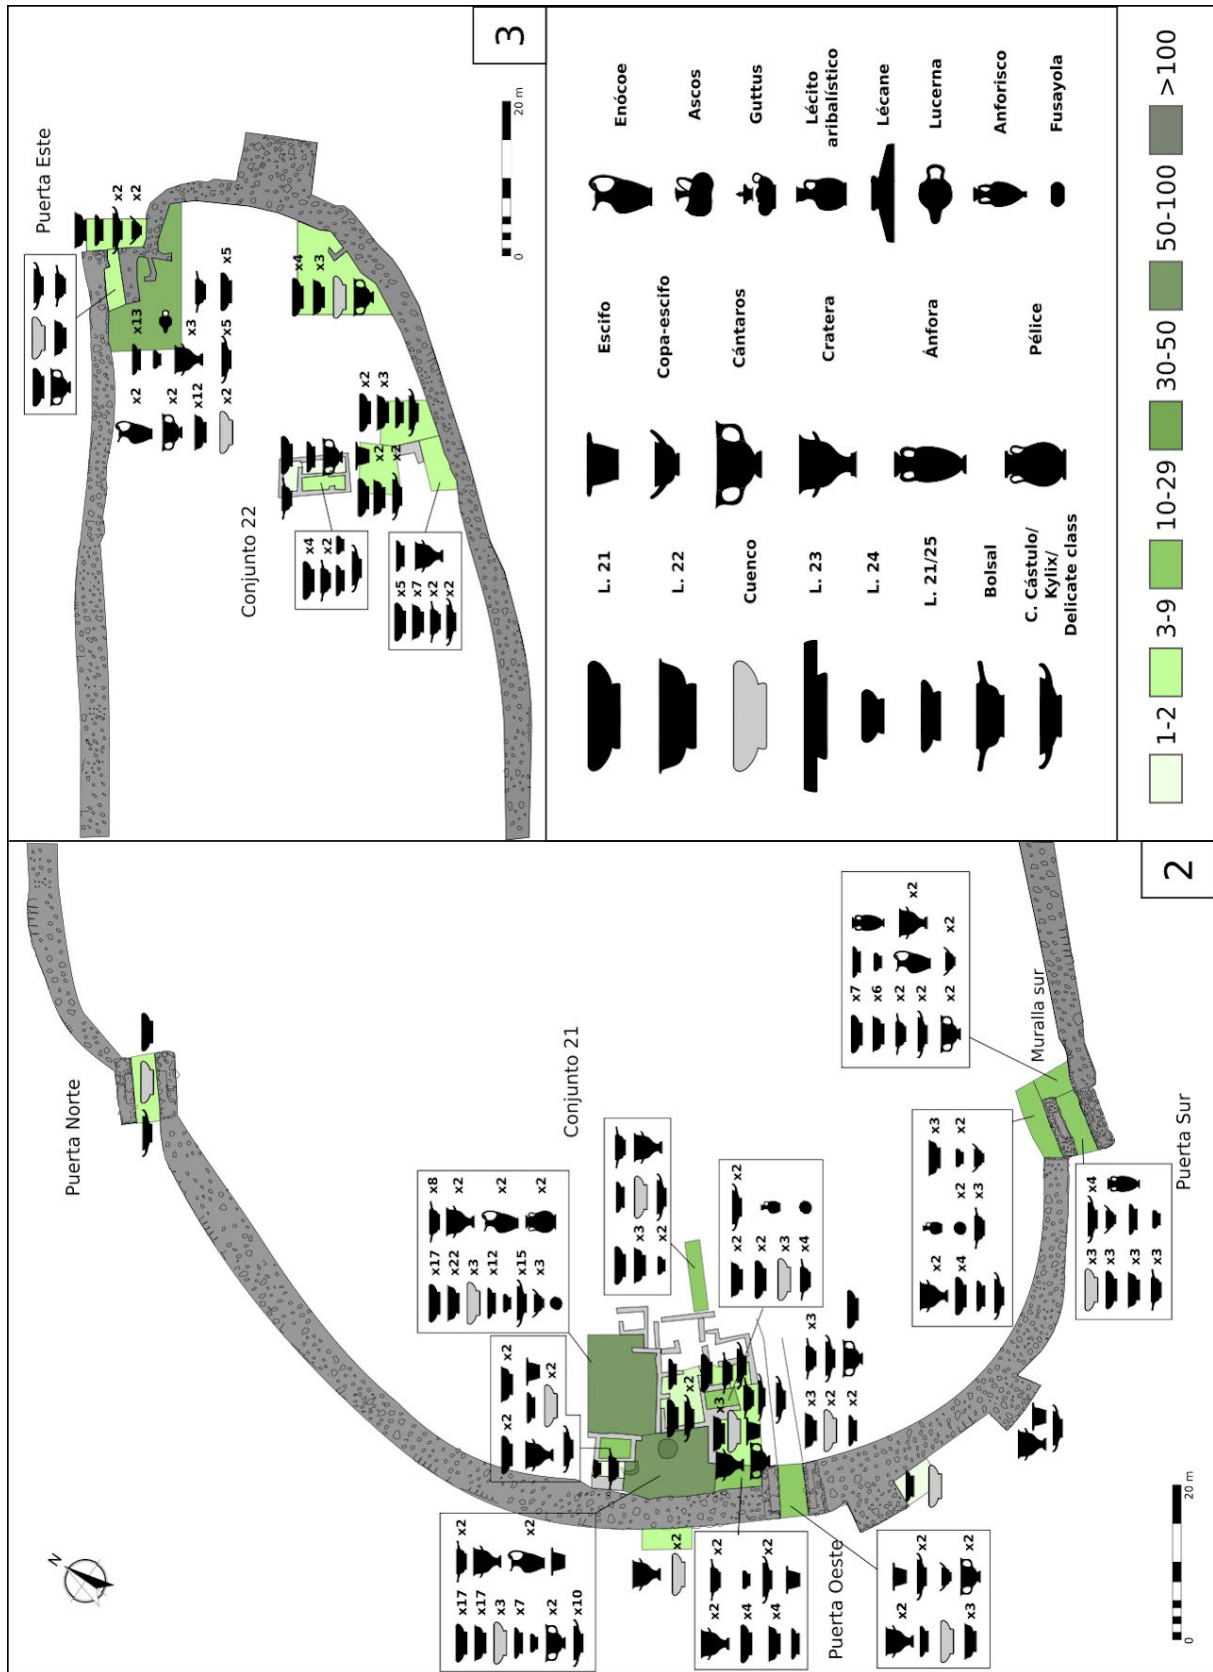 N
Puerta Norte
x17 x8
x22 x2
x3
x12 x2
x15
x3 x2
x2 x2
x2
Conjunto 21
x3
x2
x17 x2
x17
x3
x7 x2
x2
x10
x2 x2
x2
x3
x4
x2
x3
x2
x2 x2
x4
x4 x2
x3 x3
x2
x2
Puerta Oeste
x2
x2
x3 x2
x7
x6
x2 x2
x2
x2 x2
Muralla sur
x2 x3
x4 x2 x2
x3
x3 x4
x3
x3
x3
Puerta Sur
0 20 m
2
Puerta Este
x2
x2
x2 x13
x2 x3
x12
x2 x5 x5
Conjunto 22
x4
x3
x2
x3
x2 x2
x4
x2
x5
x7
x2
x2
0 20 m
3
L. 21 Escifo Enócoe
L. 22 Copa-escifo Ascos
Cuenco Cántaros Guttus
L. 23 Cratera Lécito
aribalístico
L. 24 Lécane
L. 21/25 Ánfora Lucerna
Bolsal Anforisco
C. Cástulo/
Kylix/
Delicate class Pélice Fusayola
1-2 3-9 10-29 30-50 50-100 >100